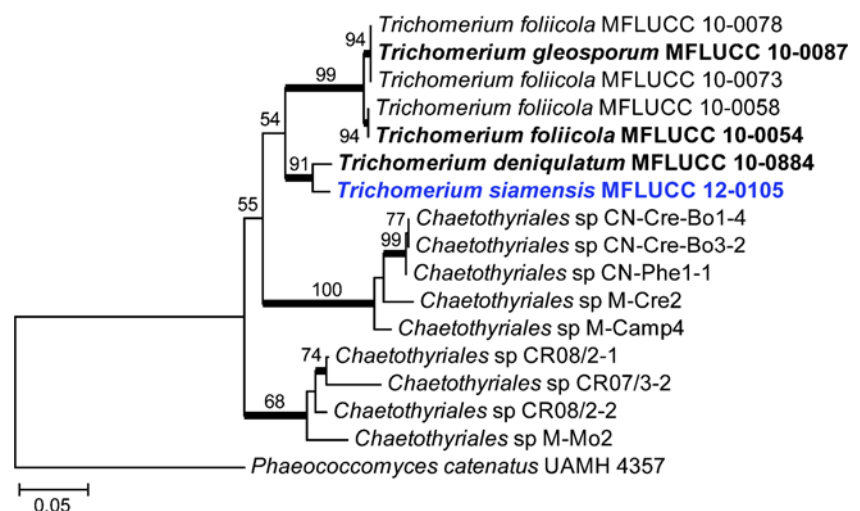 94 Trichomerium foliicola MFLUCC 10-0078
Trichomerium gleosporum MFLUCC 10-0087
99 Trichomerium foliicola MFLUCC 10-0073
Trichomerium foliicola MFLUCC 10-0058
54
94 Trichomerium foliicola MFLUCC 10-0054
91 Trichomerium deniqulatum MFLUCC 10-0884
Trichomerium siamensis MFLUCC 12-0105
55
77 Chaetothyriales sp CN-Cre-Bo1-4
99 Chaetothyriales sp CN-Cre-Bo3-2
Chaetothyriales sp CN-Phe1-1
100 Chaetothyriales sp M-Cre2
Chaetothyriales sp M-Camp4
74 Chaetothyriales sp CR08/2-1
Chaetothyriales sp CR07/3-2
68 Chaetothyriales sp CR08/2-2
Chaetothyriales sp M-Mo2
Phaeococcomyces catenatus UAMH 4357
0.05